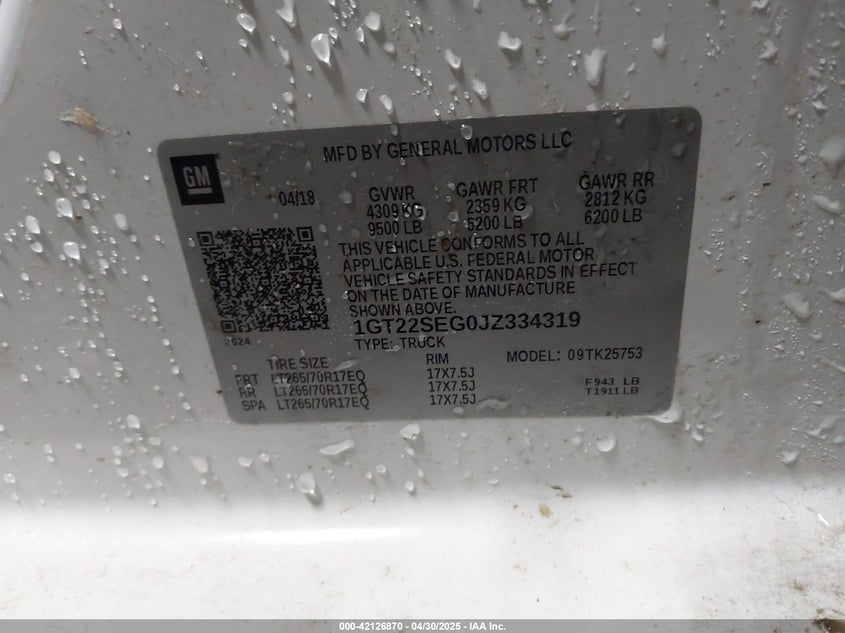 MFD BY GENERAL MOTORS LLC
GM
04/18
GVWR GAWR FRT GAWR RR
4309 KG 2359 KG 2812 KG
9500 LB 5200 LB 6200 LB
THIS VEHICLE CONFORMS TO ALL
APPLICABLE U.S. FEDERAL MOTOR
VEHICLE SAFETY STANDARDS IN EFFECT
ON THE DATE OF MANUFACTURE
SHOWN ABOVE.
1GT22SEG0JZ334319
2624
TYPE: TRUCK
TIRE SIZE RIM MODEL: 09TK25753
FRT LT265/70R17EQ 17X7.5J
RR LT265/70R17EQ 17X7.5J
SPA LT265/70R17EQ 17X7.5J
F943 LB
T1911LB
000-42126870 - 04/30/2025 - IAA Inc.